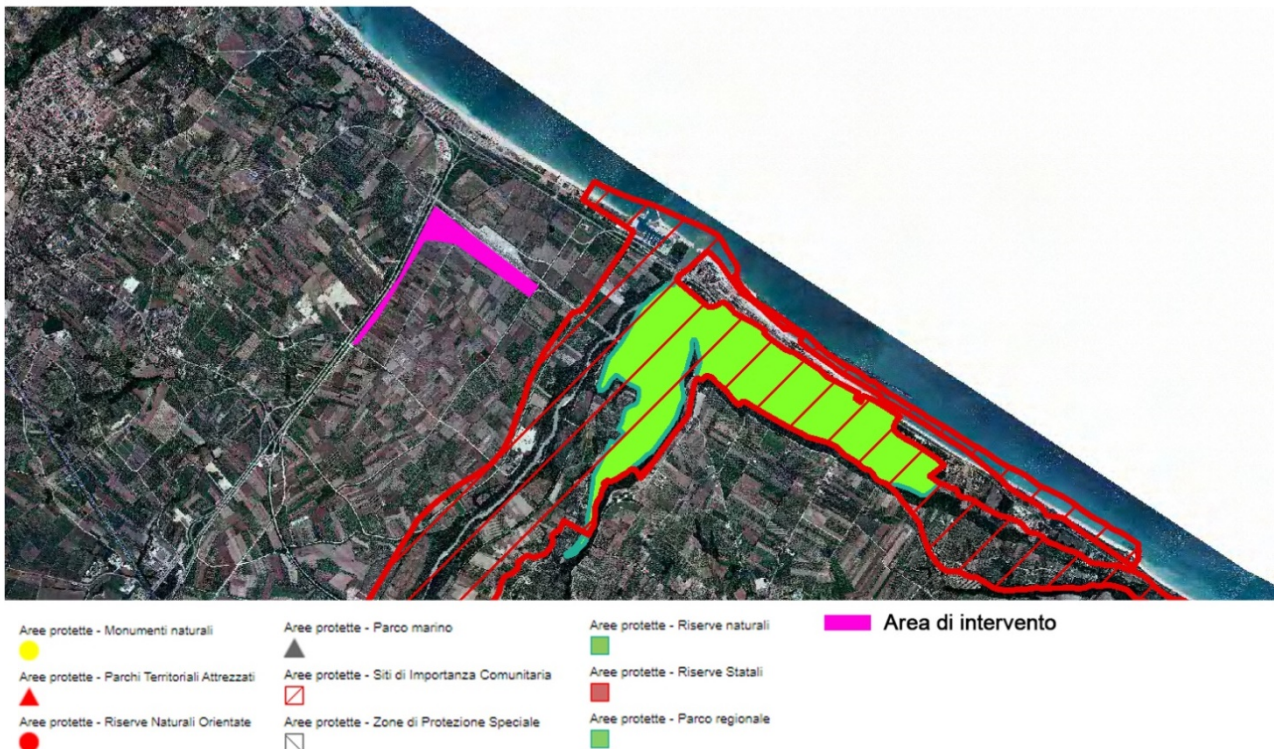 Aree protette - Monumenti naturali
Aree protette - Parchi Territoriali Attrezzati
Aree protette - Riserve Naturali Orientate
Aree protette - Parco marino
Aree protette - Siti di Importanza Comunitaria
Aree protette - Zone di Protezione Speciale
Aree protette - Riserve naturali
Aree protette - Riserve Statali
Aree protette - Parco regionale
Area di intervento